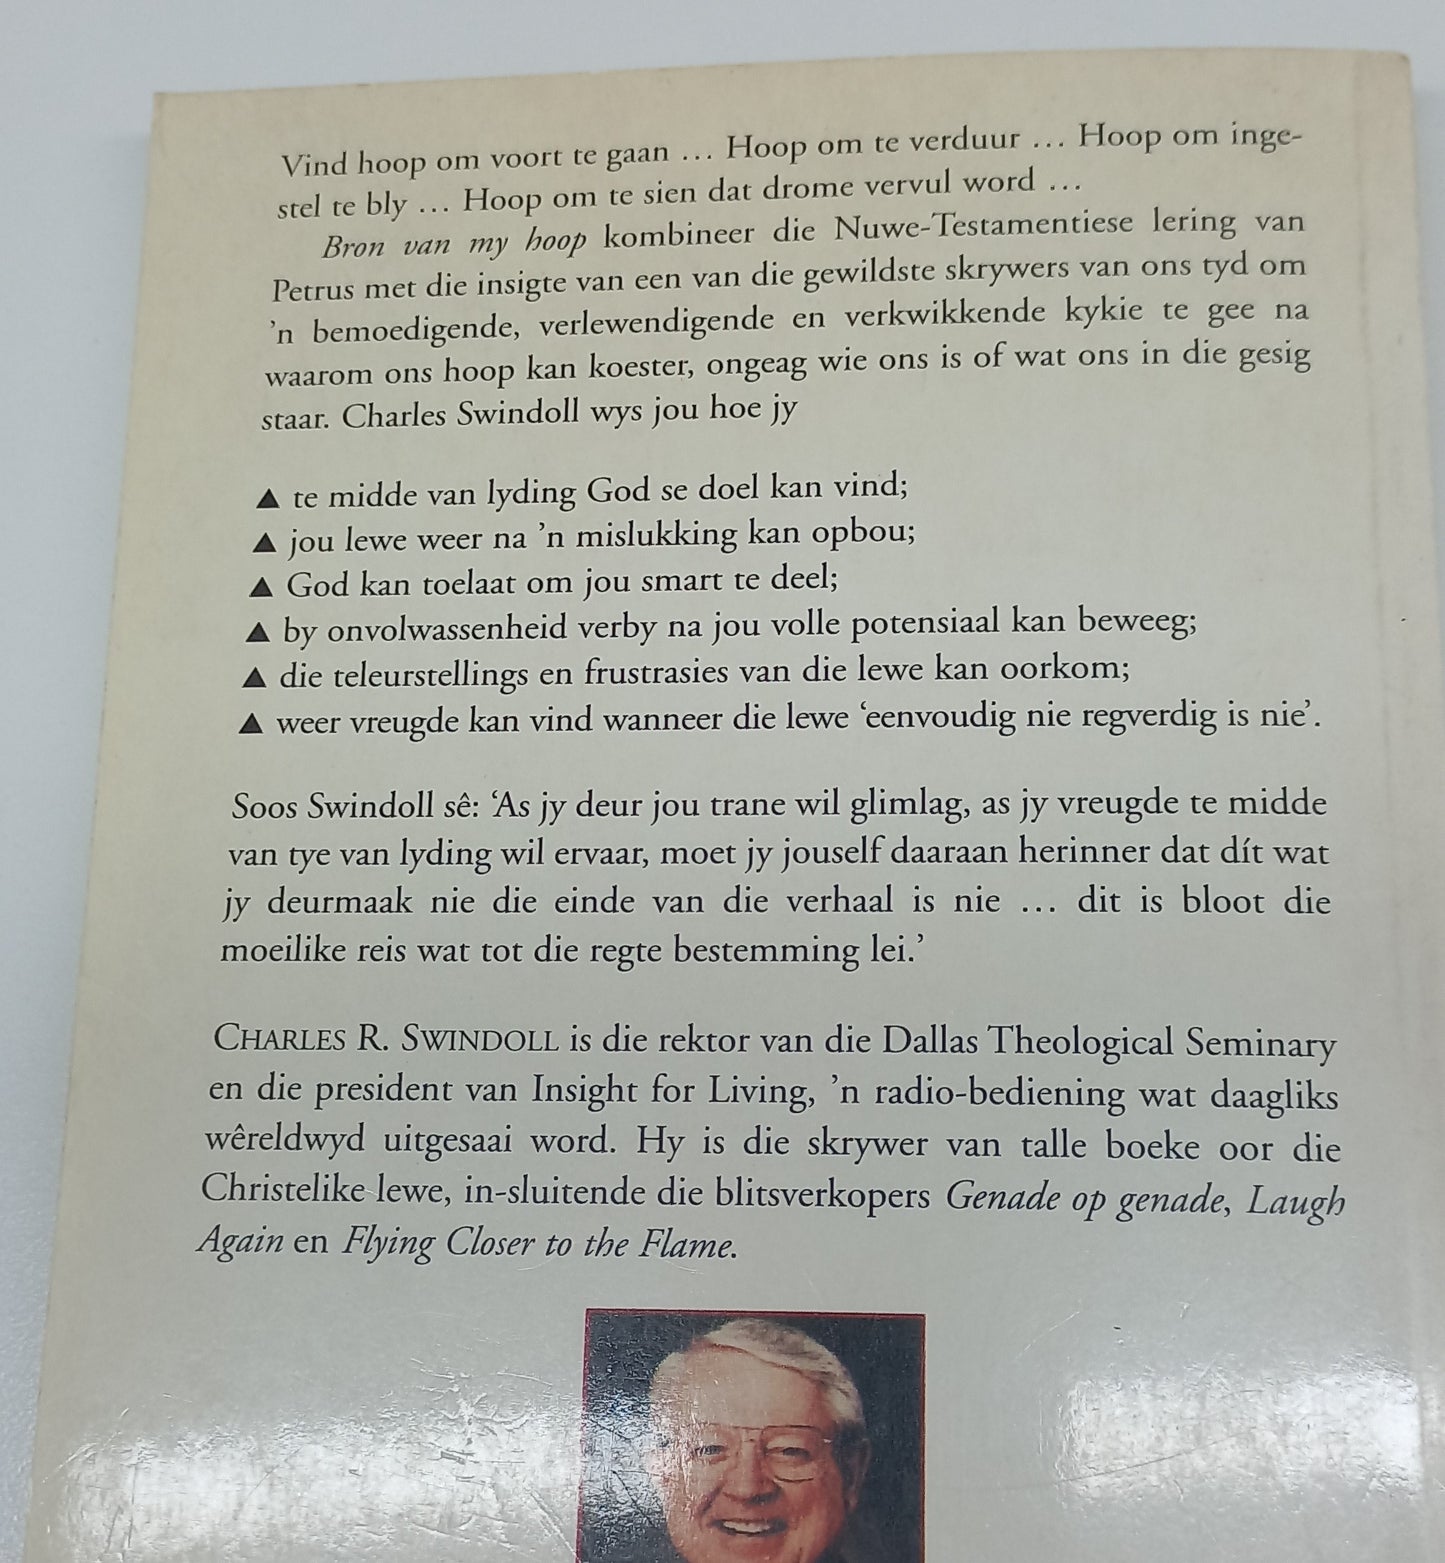 Vind hoop om voort te gaan … Hoop om te verduur … Hoop om inge-
stel te bly … Hoop om te sien dat drome vervul word …
Bron van my hoop kombineer die Nuwe-Testamentiese lering van
Petrus met die insigte van een van die gewildste skrywers van ons tyd om
’n bemoedigende, verlewendigende en verkwikkende kykie te gee na
waarom ons hoop kan koester, ongeag wie ons is of wat ons in die gesig
staar. Charles Swindoll wys jou hoe jy
▲ te midde van lyding God se doel kan vind;
▲ jou lewe weer na ’n mislukking kan opbou;
▲ God kan toelaat om jou smart te deel;
▲ by onvolwassenheid verby na jou volle potensiaal kan beweeg;
▲ die teleurstellings en frustrasies van die lewe kan oorkom;
▲ weer vreugde kan vind wanneer die lewe ‘eenvoudig nie regverdig is nie’.
Soos Swindoll sê: ‘As jy deur jou trane wil glimlag, as jy vreugde te midde
van tye van lyding wil ervaar, moet jy jouself daaraan herinner dat dít wat
jy deurmaak nie die einde van die verhaal is nie … dit is bloot die
moeilike reis wat tot die regte bestemming lei.’
CHARLES R. SWINDOLL is die rektor van die Dallas Theological Seminary
en die president van Insight for Living, ’n radio-bediening wat daagliks
wêreldwyd uitgesaai word. Hy is die skrywer van talle boeke oor die
Christelike lewe, in-sluitende die blitsverkopers Genade op genade, Laugh
Again en Flying Closer to the Flame.